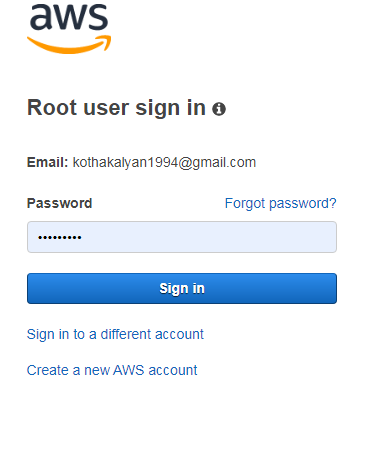 aws
Root user sign in
Email: kothakalyan1994@gmail.com
Password Forgot password?
•••••••••
Sign in
Sign in to a different account
Create a new AWS account